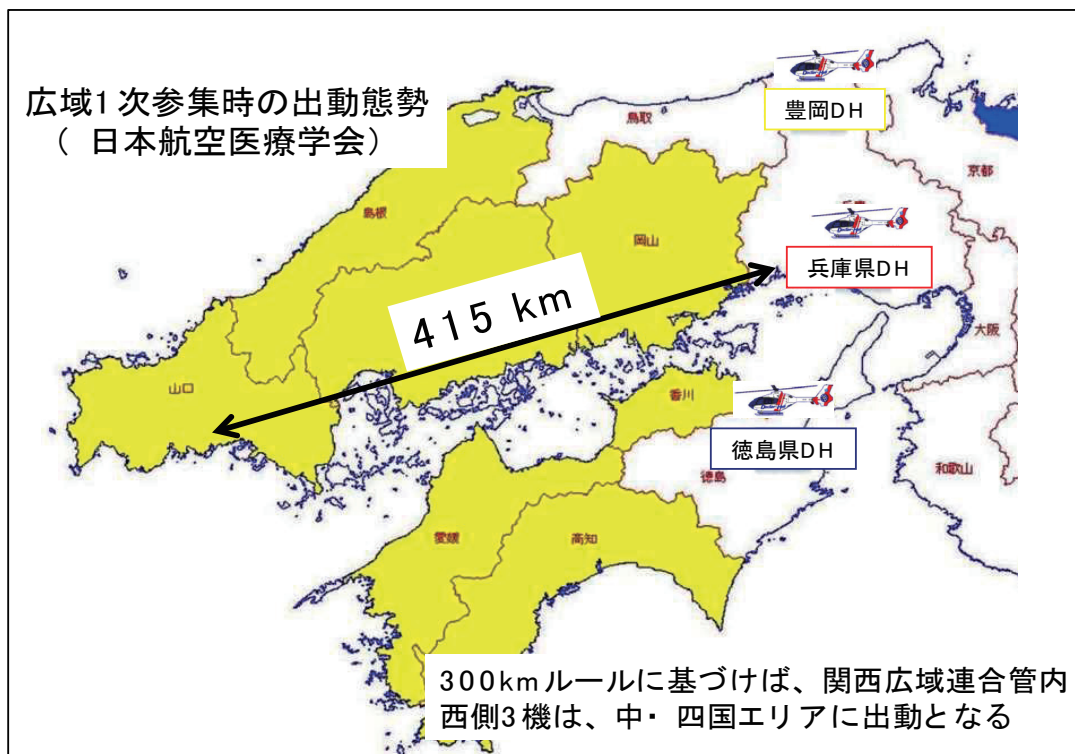 広域1次参集時の出動態勢
（ 日本航空医療学会）
豊岡DH
鳥取
京都
島根
岡山
兵庫県DH
415 km
大阪
山口
香川
徳島県DH
徳島
和歌山
愛媛
高知
300kmルールに基づけば、関西広域連合管内
西側3機は、中・四国エリアに出動となる